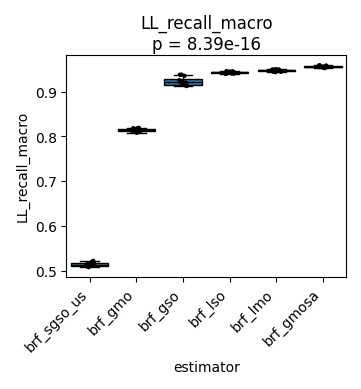 LL_recall_macro
p = 8.39e-16
LL_recall_macro
0.9
0.8
0.7
0.6
0.5
brf_sgso_us
brf_gmo
brf_gso
brf_lso
brf_lmo
brf_gmosa
estimator